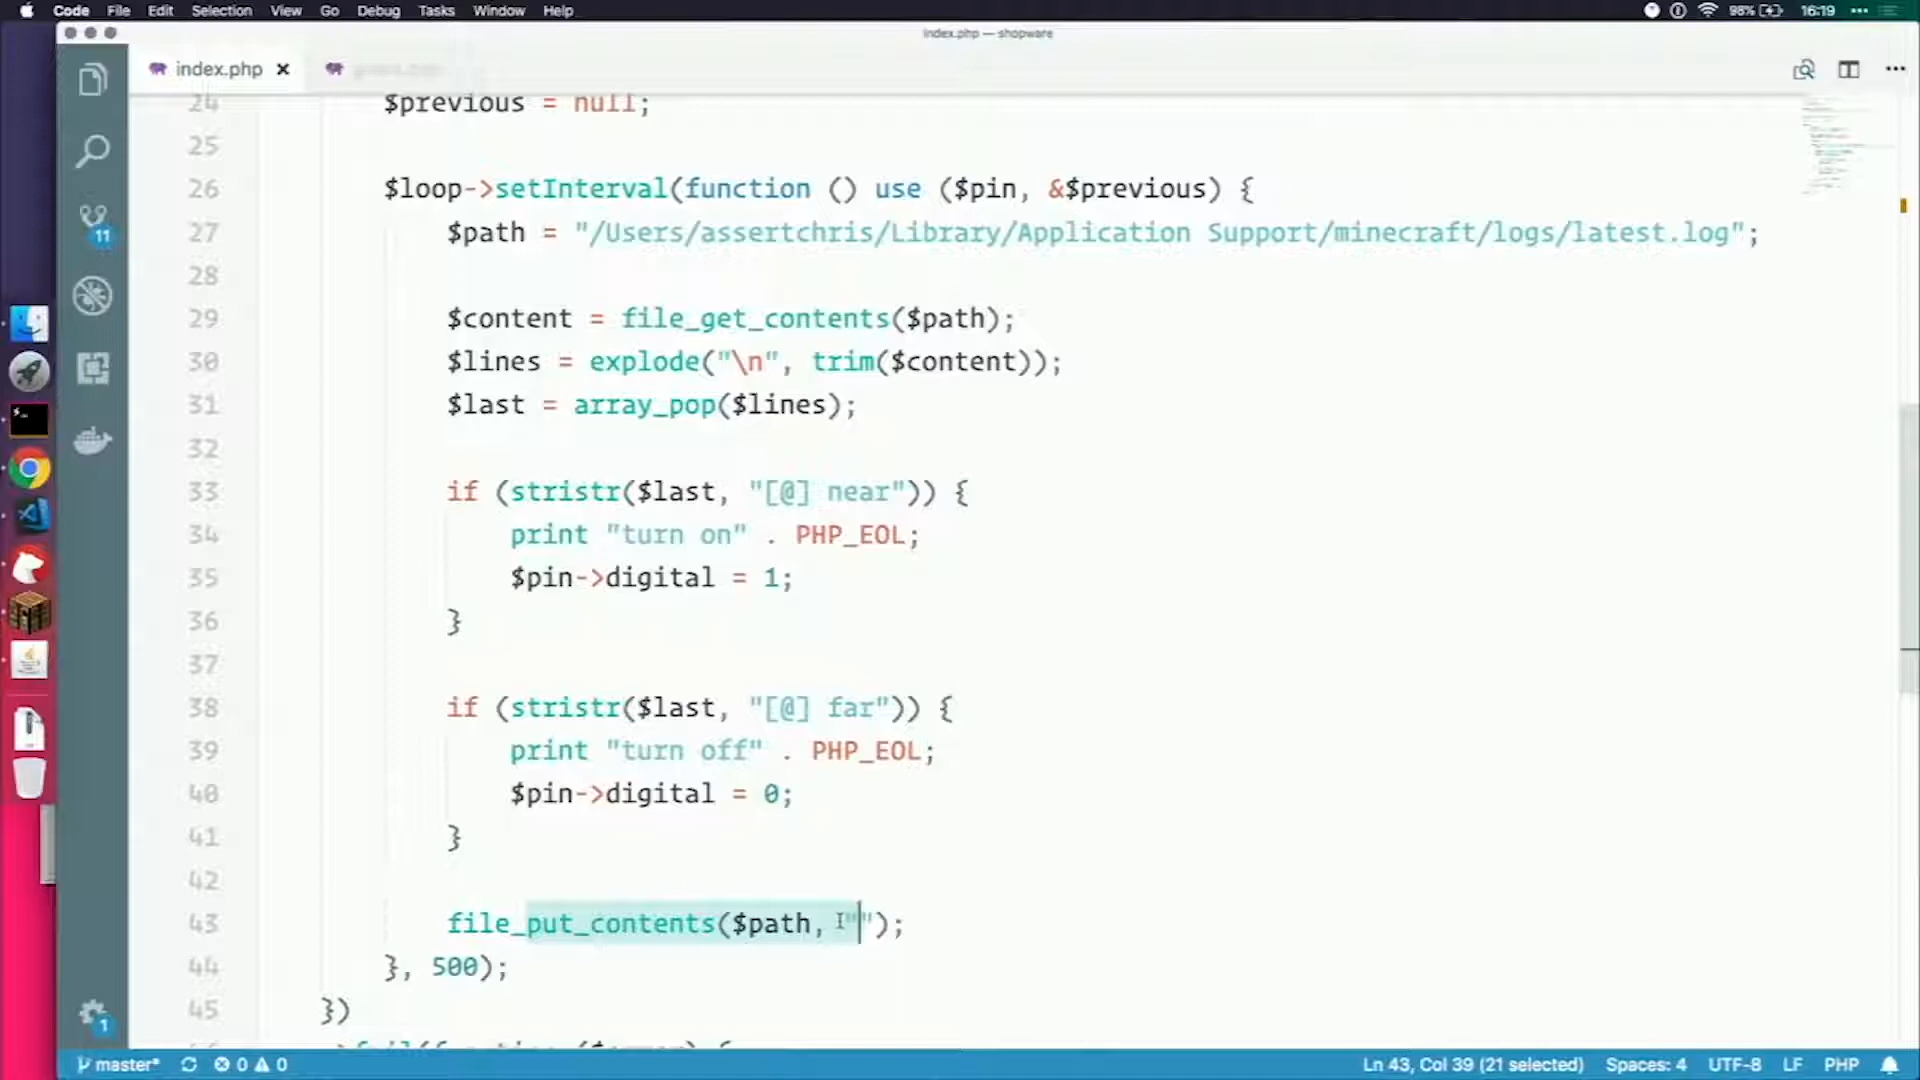 Code File Edit Selection View Go Debug Tasks Window Help 98% 16:19
index.php — shopware
index.php
24 $previous = null;
25
26 $loop->setInterval(function () use ($pin, &$previous) {
27 $path = "/Users/assertchris/Library/Application Support/minecraft/logs/latest.log";
28
29 $content = file_get_contents($path);
30 $lines = explode("\n", trim($content));
31 $last = array_pop($lines);
32
33 if (stristr($last, "[@] near")) {
34 print "turn on" . PHP_EOL;
35 $pin->digital = 1;
36 }
37
38 if (stristr($last, "[@] far")) {
39 print "turn off" . PHP_EOL;
40 $pin->digital = 0;
41 }
42
43 file_put_contents($path, "");
44 }, 500);
45 })
11
1
master* 0 0 Ln 43, Col 39 (21 selected) Spaces: 4 UTF-8 LF PHP